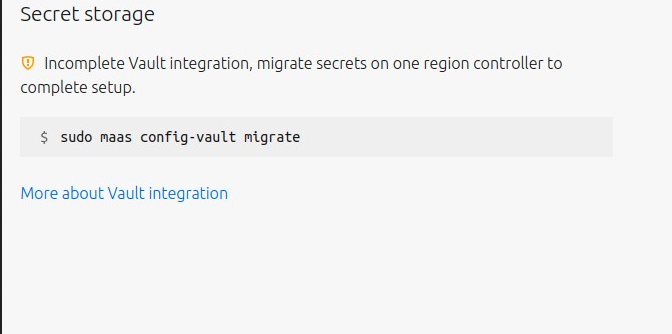 Secret storage
Incomplete Vault integration, migrate secrets on one region controller to
complete setup.
$ sudo maas config-vault migrate
More about Vault integration